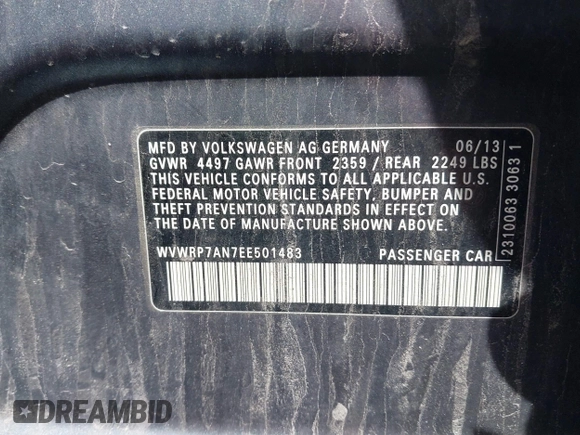 MFD BY VOLKSWAGEN AG GERMANY 06/13
GVWR 4497 GAWR FRONT 2359 / REAR 2249 LBS
THIS VEHICLE CONFORMS TO ALL APPLICABLE U.S.
FEDERAL MOTOR VEHICLE SAFETY, BUMPER AND
THEFT PREVENTION STANDARDS IN EFFECT ON
THE DATE OF MANUFACTURE SHOWN ABOVE.
WVWRP7AN7EE501483 PASSENGER CAR
2310063 3063 1
DREAMBID